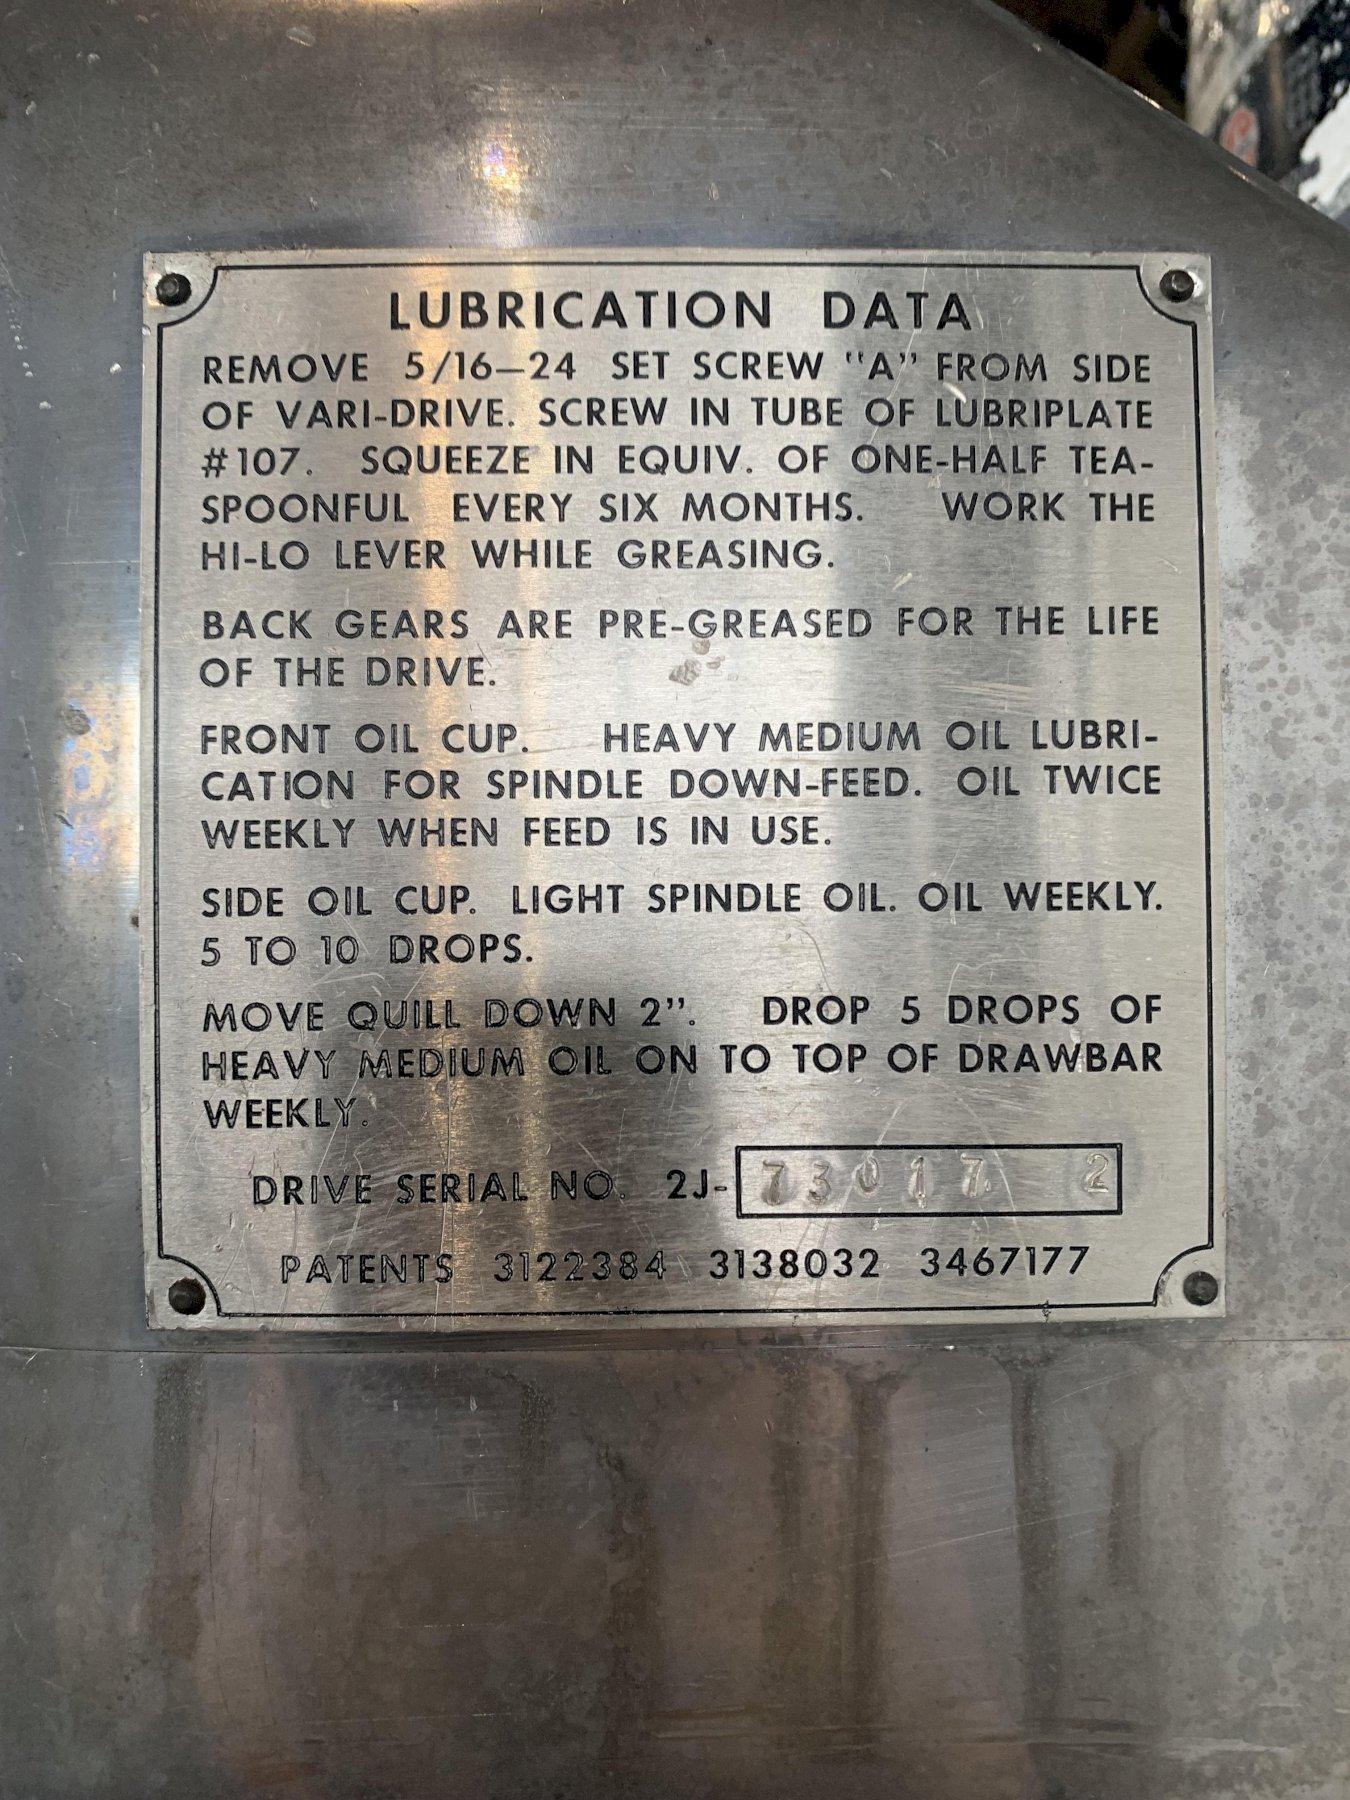 LUBRICATION DATA
REMOVE 5/16-24 SET SCREW "A" FROM SIDE
OF VARI-DRIVE. SCREW IN TUBE OF LUBRIPLATE
#107. SQUEEZE IN EQUIV. OF ONE-HALF TEA-
SPOONFUL EVERY SIX MONTHS. WORK THE
HI-LO LEVER WHILE GREASING.
BACK GEARS ARE PRE-GREASED FOR THE LIFE
OF THE DRIVE.
FRONT OIL CUP. HEAVY MEDIUM OIL LUBRI-
CATION FOR SPINDLE DOWN-FEED. OIL TWICE
WEEKLY WHEN FEED IS IN USE.
SIDE OIL CUP. LIGHT SPINDLE OIL. OIL WEEKLY.
5 TO 10 DROPS.
MOVE QUILL DOWN 2". DROP 5 DROPS OF
HEAVY MEDIUM OIL ON TO TOP OF DRAWBAR
WEEKLY.
DRIVE SERIAL NO. 2J-73017 2
PATENTS 3122384 3138032 3467177